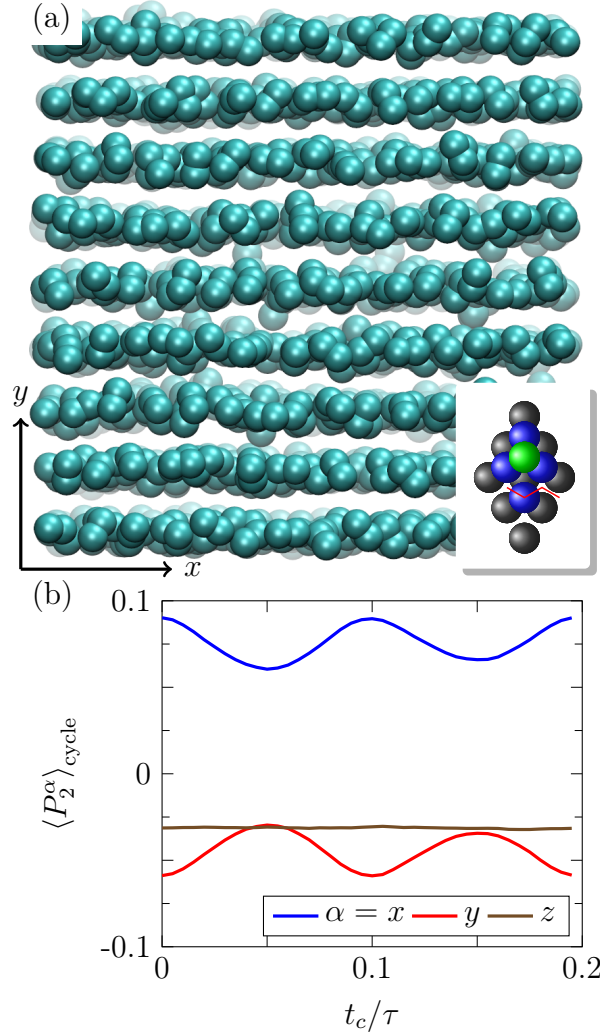 (a)
y
x
(b)
0.1
0
-0.1
⟨P₂^α⟩cycle
α = x y z
0 0.1 0.2
t_c/τ